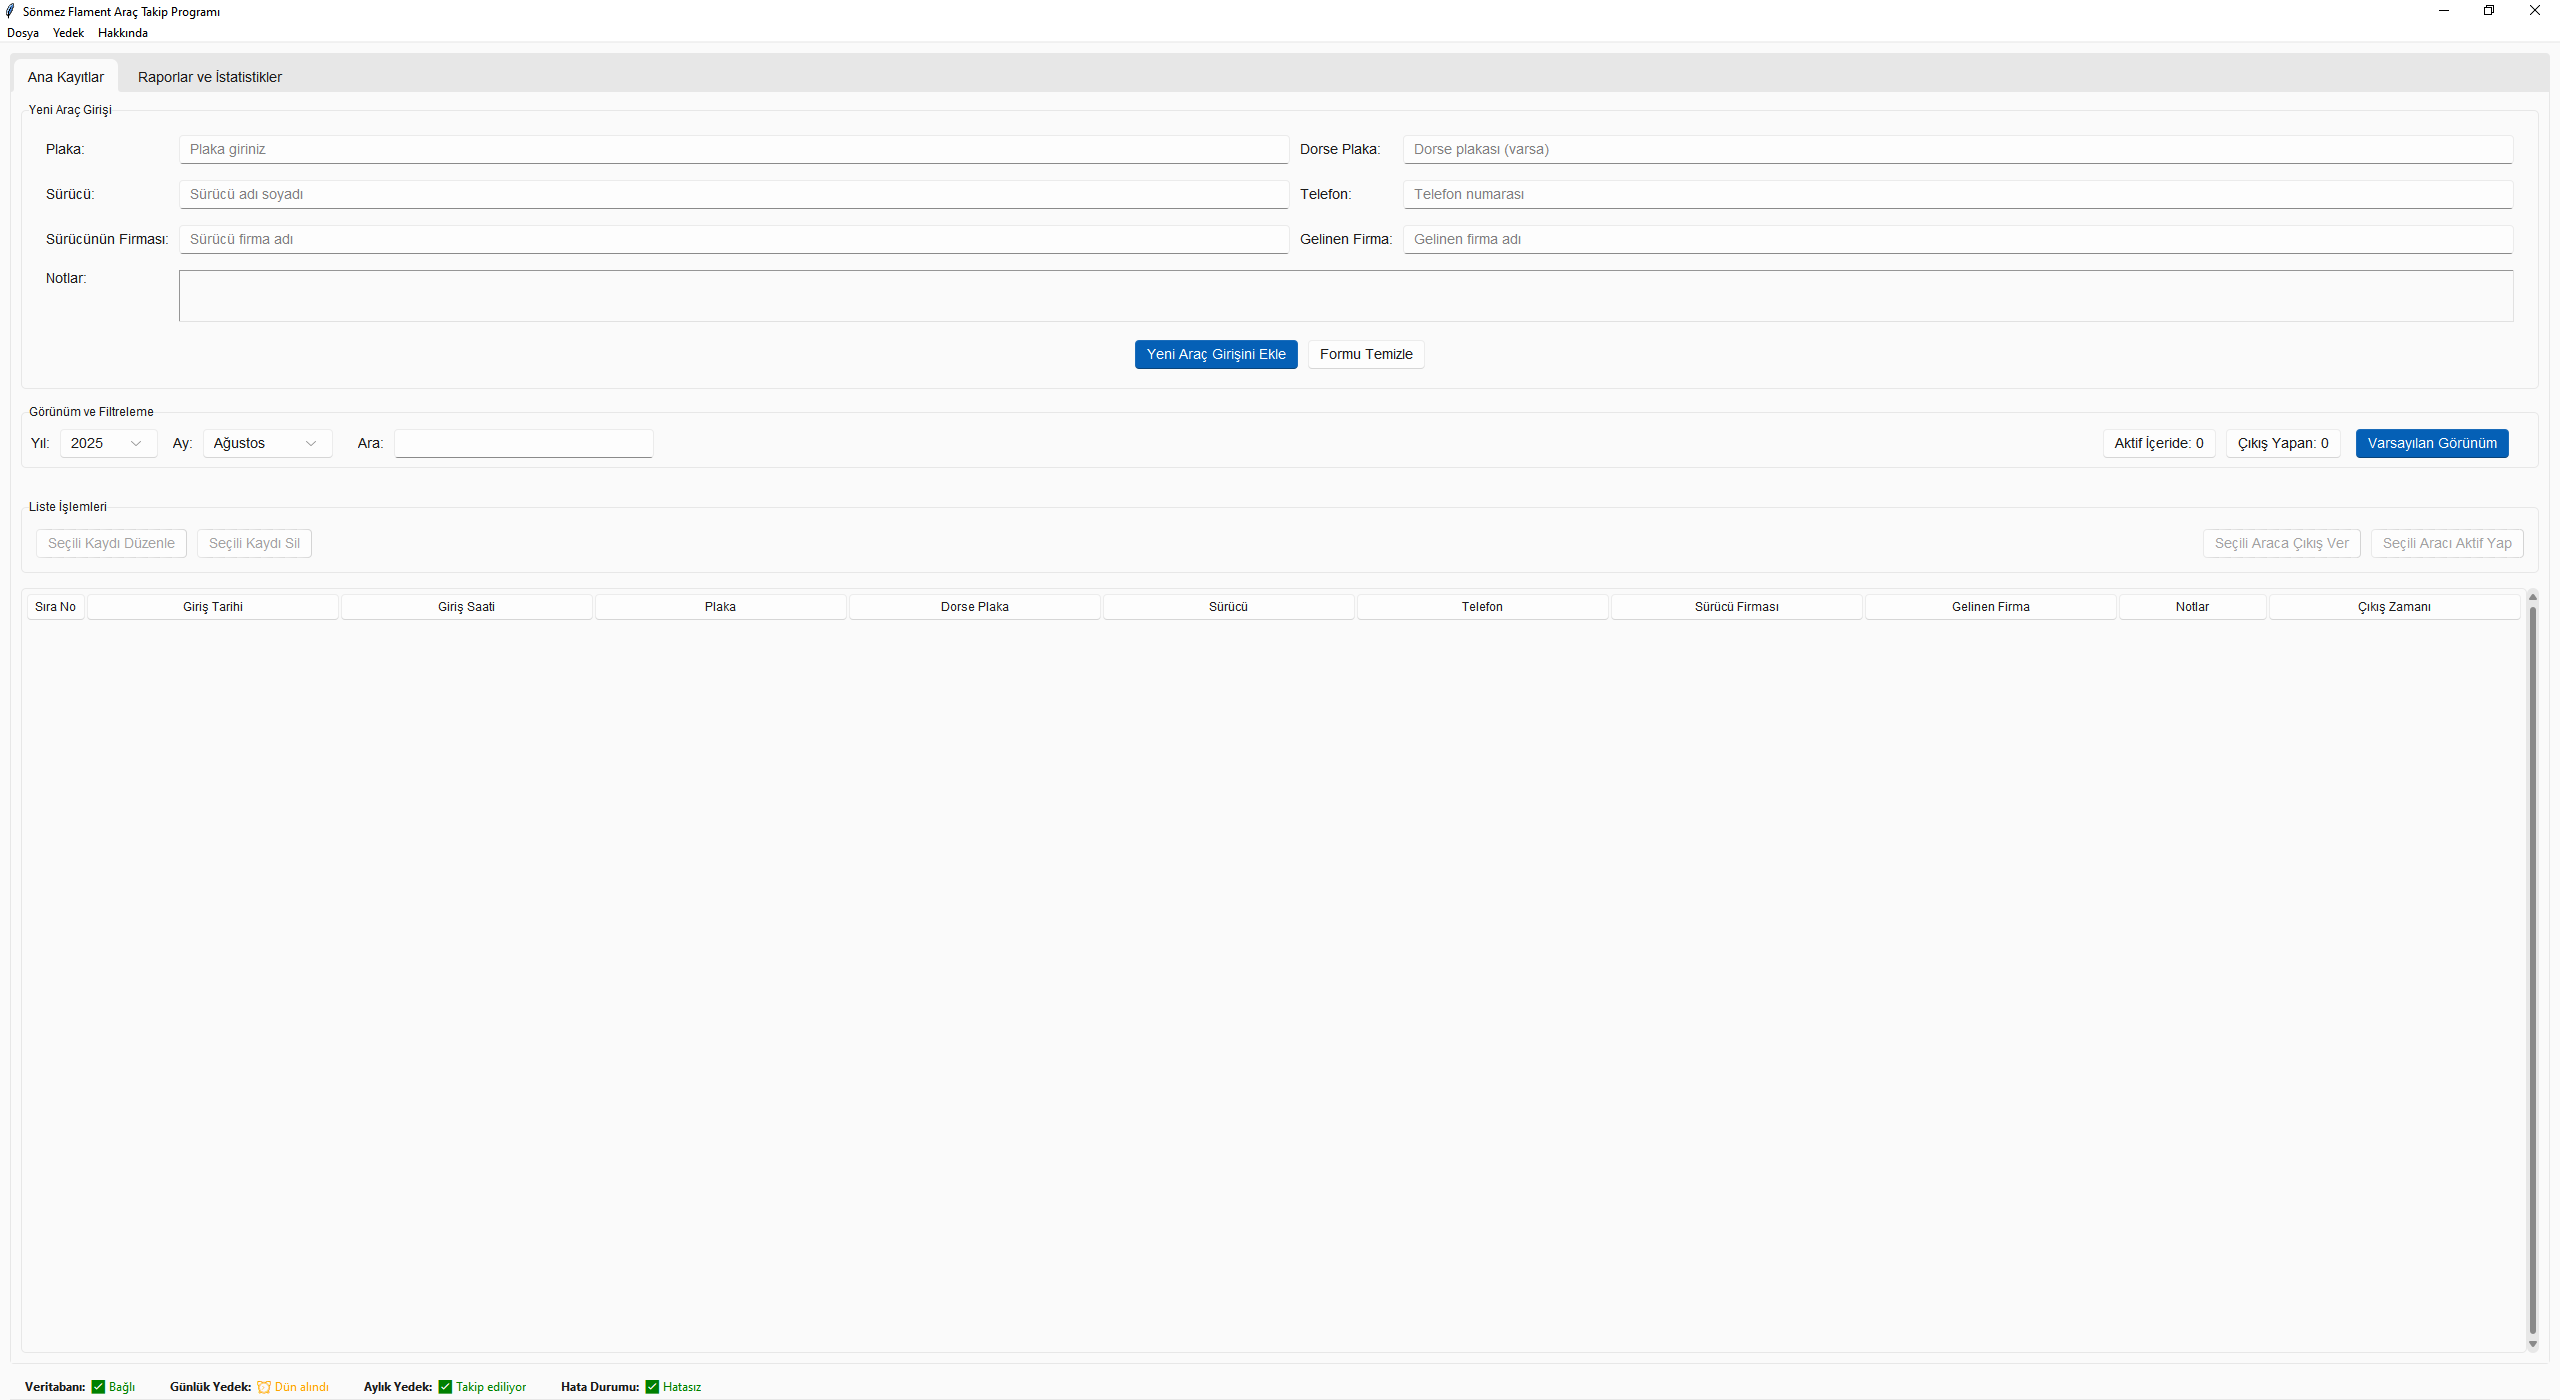 Sönmez Flament Araç Takip Programı
Dosya Yedek Hakkında
Ana Kayıtlar Raporlar ve İstatistikler
Yeni Araç Girişi
Plaka: Plaka giriniz Dorse Plaka: Dorse plakası (varsa)
Sürücü: Sürücü adı soyadı Telefon: Telefon numarası
Sürücünün Firması: Sürücü firma adı Gelinen Firma: Gelinen firma adı
Notlar:
Yeni Araç Girişini Ekle Formu Temizle
Görünüm ve Filtreleme
Yıl: 2025 Ay: Ağustos Ara: Aktif İçeride: 0 Çıkış Yapan: 0 Varsayılan Görünüm
Liste İşlemleri
Seçili Kaydı Düzenle Seçili Kaydı Sil Seçili Araca Çıkış Ver Seçili Aracı Aktif Yap
Sıra No Giriş Tarihi Giriş Saati Plaka Dorse Plaka Sürücü Telefon Sürücü Firması Gelinen Firma Notlar Çıkış Zamanı
Veritabanı: Bağlı Günlük Yedek: Dün alındı Aylık Yedek: Takip ediliyor Hata Durumu: Hatasız